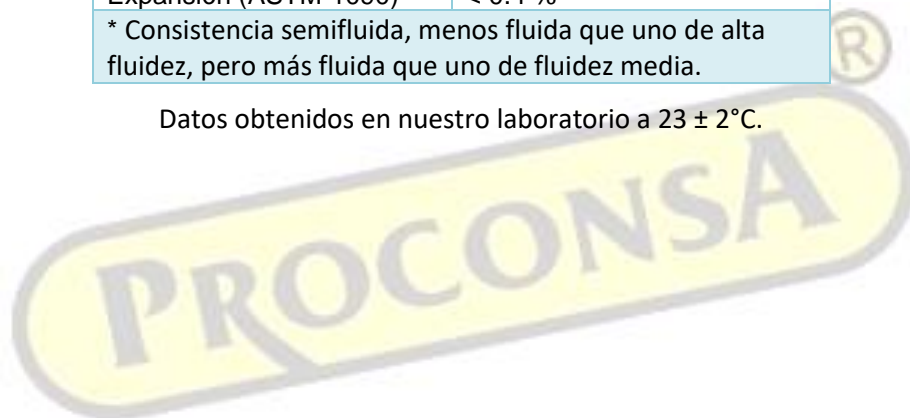 * Consistencia semifluida, menos fluida que uno de alta
fluidez, pero más fluida que uno de fluidez media.
Datos obtenidos en nuestro laboratorio a 23 ± 2°C.
PROCONSA
®